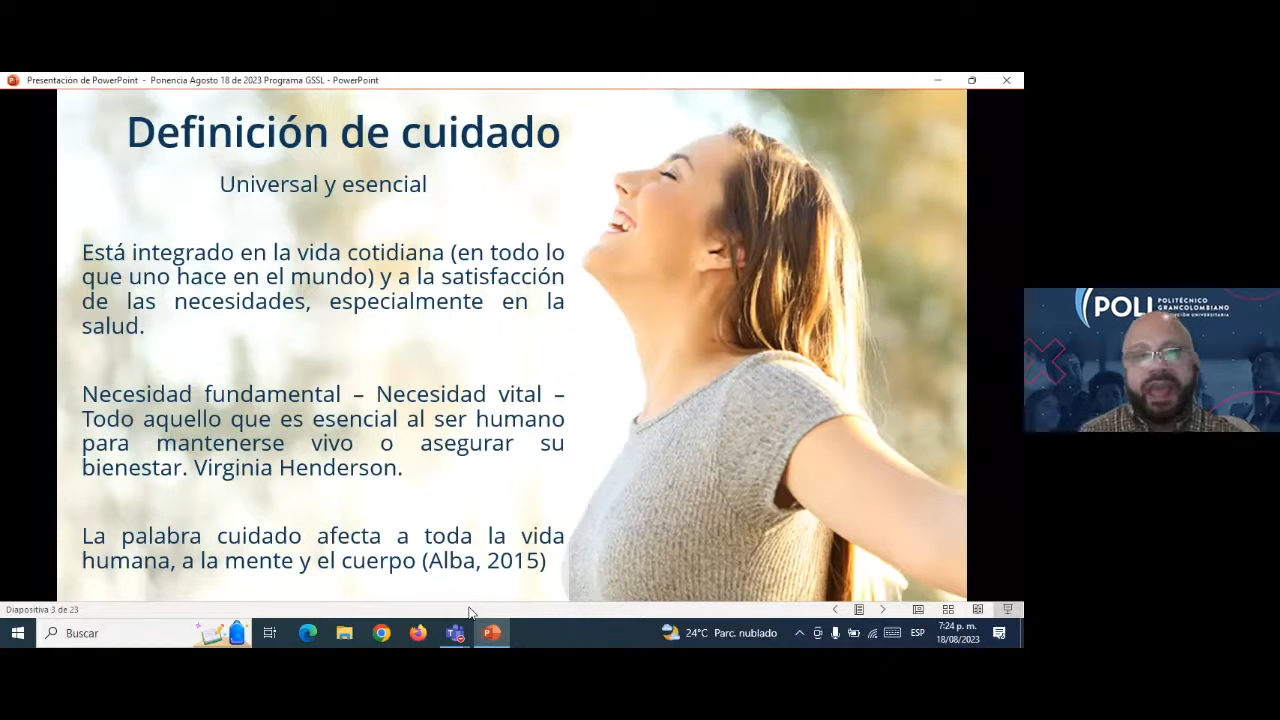 Presentación de PowerPoint - Ponencia Agosto 18 de 2023 Programa GSSL - PowerPoint
Definición de cuidado
Universal y esencial
Está integrado en la vida cotidiana (en todo lo
que uno hace en el mundo) y a la satisfacción
de las necesidades, especialmente en la
salud.
Necesidad fundamental – Necesidad vital –
Todo aquello que es esencial al ser humano
para mantenerse vivo o asegurar su
bienestar. Virginia Henderson.
La palabra cuidado afecta a toda la vida
humana, a la mente y el cuerpo (Alba, 2015)
POLI
POLITÉCNICO
GRANCOLOMBIANO
Diapositiva 3 de 23
Buscar
24°C Parc. nublado
ESP
7:24 p. m.
18/08/2023